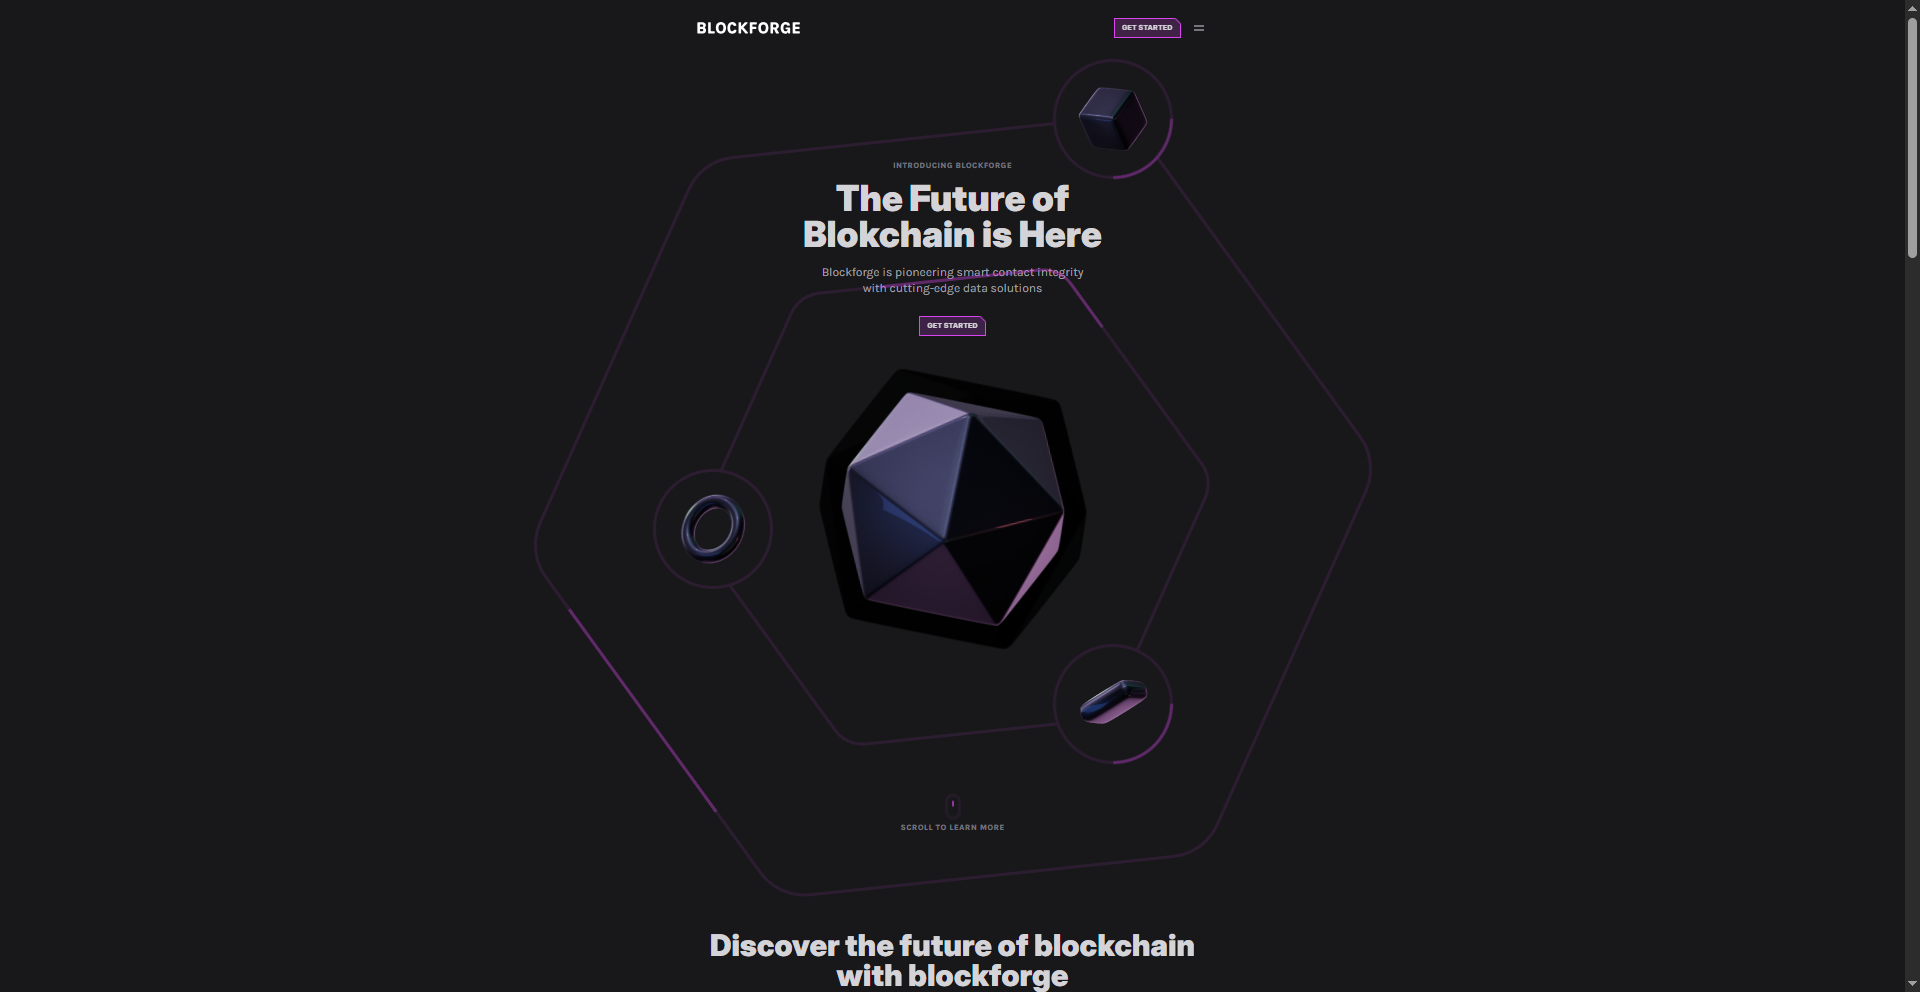 BLOCKFORGE
GET STARTED
INTRODUCING BLOCKFORGE
The Future of
Blokchain is Here
Blockforge is pioneering smart contact integrity
with cutting-edge data solutions
GET STARTED
SCROLL TO LEARN MORE
Discover the future of blockchain
with blockforge